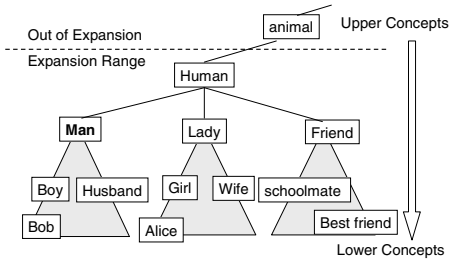 animal
Upper Concepts
Out of Expansion
Expansion Range
Human
Man
Lady
Friend
Boy
Husband
Girl
Wife
schoolmate
Bob
Alice
Best friend
Lower Concepts